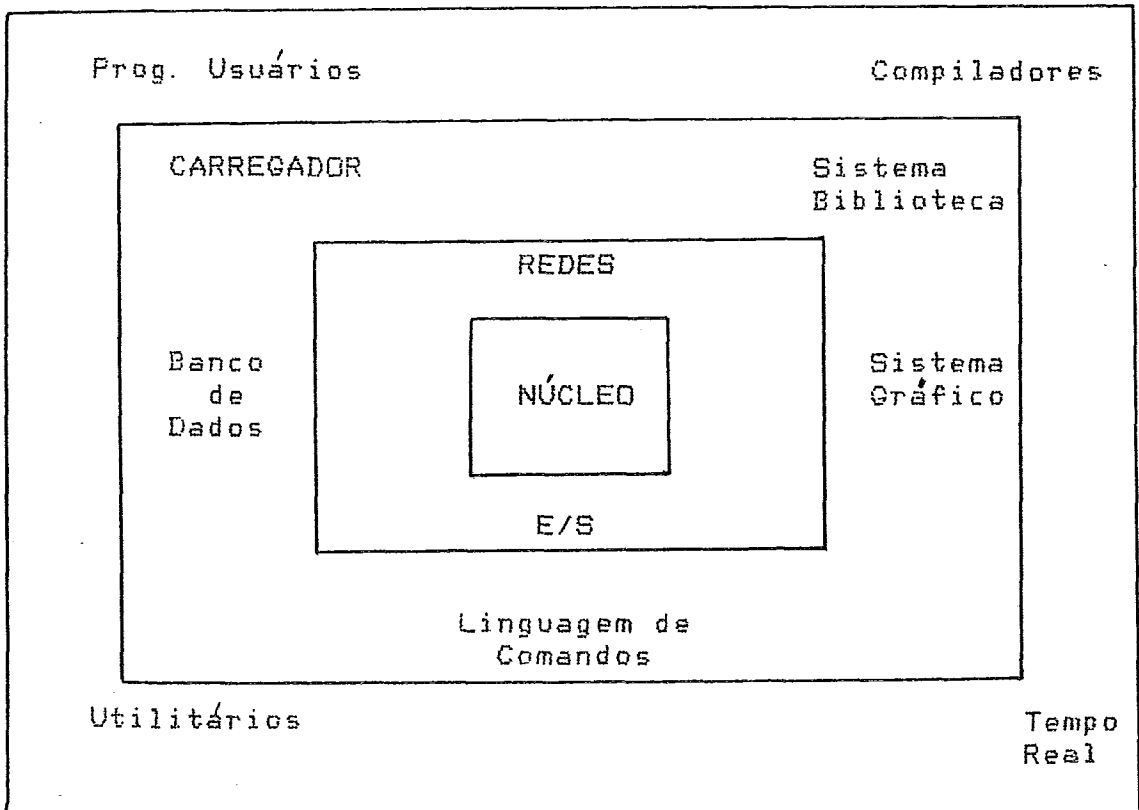 Prog. Usuários
Compiladores
CARREGADOR
Sistema
Biblioteca
REDES
Banco
de
Dados
NÚCLEO
Sistema
Gráfico
E/S
Linguagem de
Comandos
Utilitários
Tempo
Real